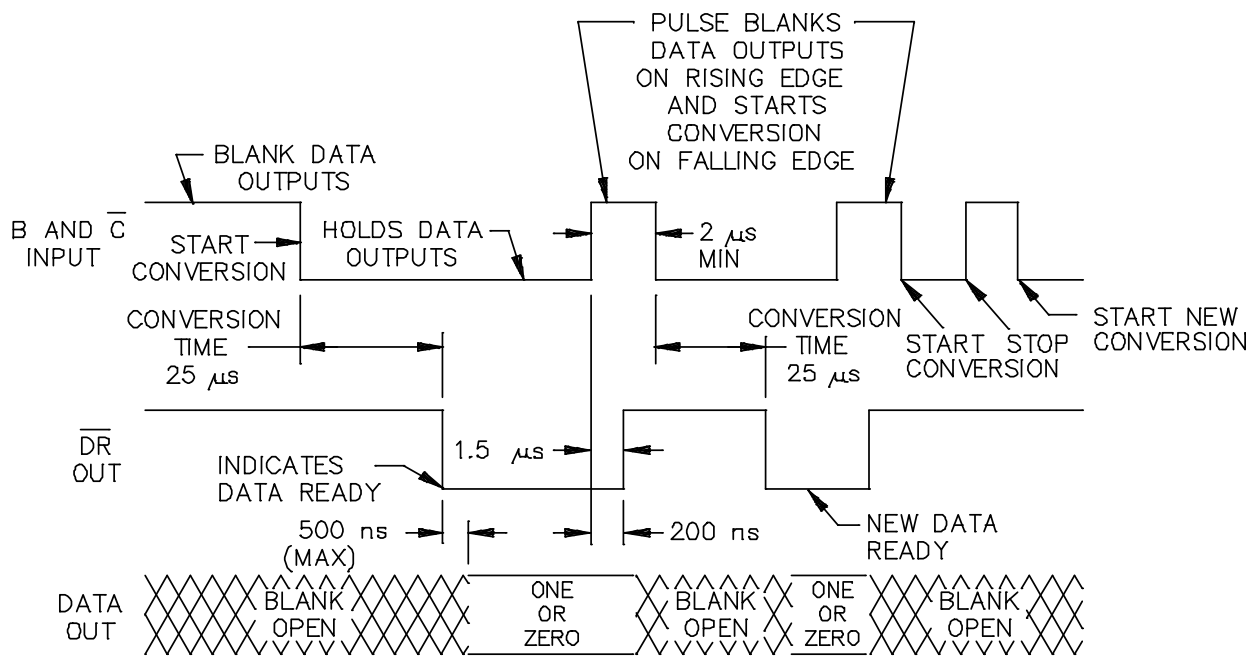 PULSE BLANKS
DATA OUTPUTS
ON RISING EDGE
AND STARTS
CONVERSION
ON FALLING EDGE
BLANK DATA
OUTPUTS
B AND C̅
INPUT
START
CONVERSION
HOLDS DATA
OUTPUTS
2 μs
MIN
CONVERSION
TIME
25 μs
CONVERSION
TIME
25 μs
START
CONVERSION
STOP
START NEW
CONVERSION
D̅R̅
OUT
1.5 μs
INDICATES
DATA READY
NEW DATA
READY
500 ns
(MAX)
200 ns
DATA
OUT
BLANK
OPEN
ONE
OR
ZERO
BLANK
OPEN
ONE
OR
ZERO
BLANK
OPEN